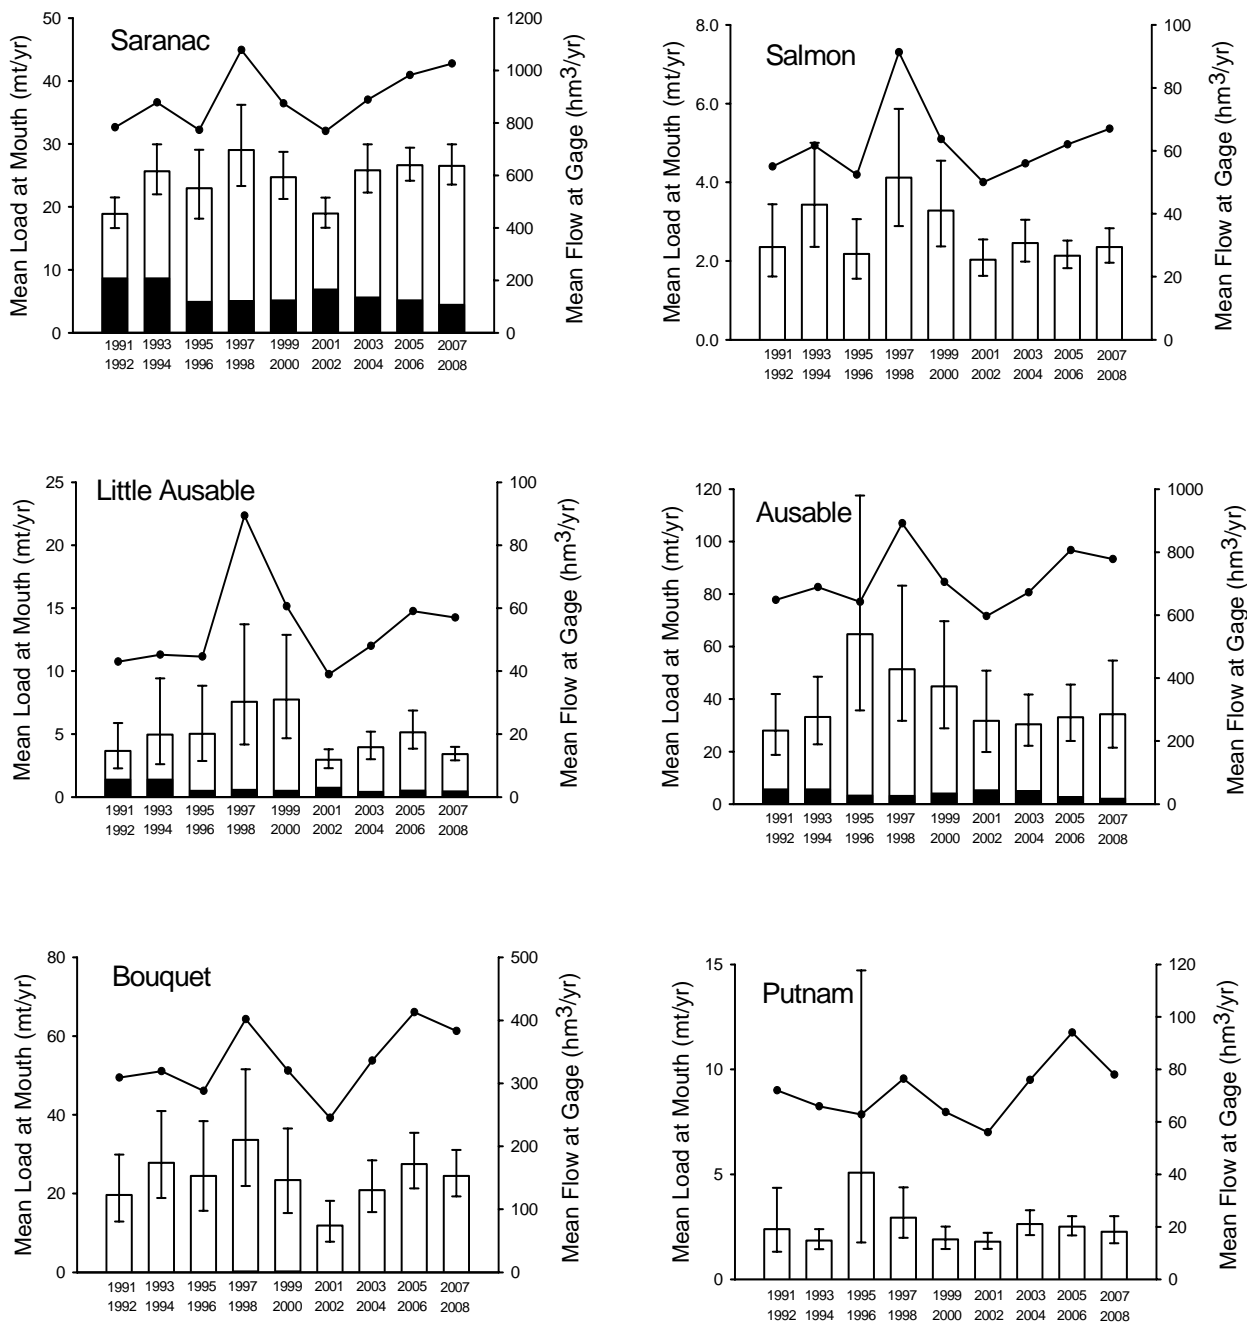 Saranac
Mean Load at Mouth (mt/yr)
50
40
30
20
10
0
1200
1000
800
600
400
200
0
Mean Flow at Gage (hm³/yr)
1991 1993 1995 1997 1999 2001 2003 2005 2007
1992 1994 1996 1998 2000 2002 2004 2006 2008
Salmon
Mean Load at Mouth (mt/yr)
8.0
6.0
4.0
2.0
0.0
100
80
60
40
20
0
Mean Flow at Gage (hm³/yr)
1991 1993 1995 1997 1999 2001 2003 2005 2007
1992 1994 1996 1998 2000 2002 2004 2006 2008
Little Ausable
Mean Load at Mouth (mt/yr)
25
20
15
10
5
0
100
80
60
40
20
0
Mean Flow at Gage (hm³/yr)
1991 1993 1995 1997 1999 2001 2003 2005 2007
1992 1994 1996 1998 2000 2002 2004 2006 2008
Ausable
Mean Load at Mouth (mt/yr)
120
100
80
60
40
20
0
1000
800
600
400
200
0
Mean Flow at Gage (hm³/yr)
1991 1993 1995 1997 1999 2001 2003 2005 2007
1992 1994 1996 1998 2000 2002 2004 2006 2008
Bouquet
Mean Load at Mouth (mt/yr)
80
60
40
20
0
500
400
300
200
100
0
Mean Flow at Gage (hm³/yr)
1991 1993 1995 1997 1999 2001 2003 2005 2007
1992 1994 1996 1998 2000 2002 2004 2006 2008
Putnam
Mean Load at Mouth (mt/yr)
15
10
5
0
120
100
80
60
40
20
0
Mean Flow at Gage (hm³/yr)
1991 1993 1995 1997 1999 2001 2003 2005 2007
1992 1994 1996 1998 2000 2002 2004 2006 2008